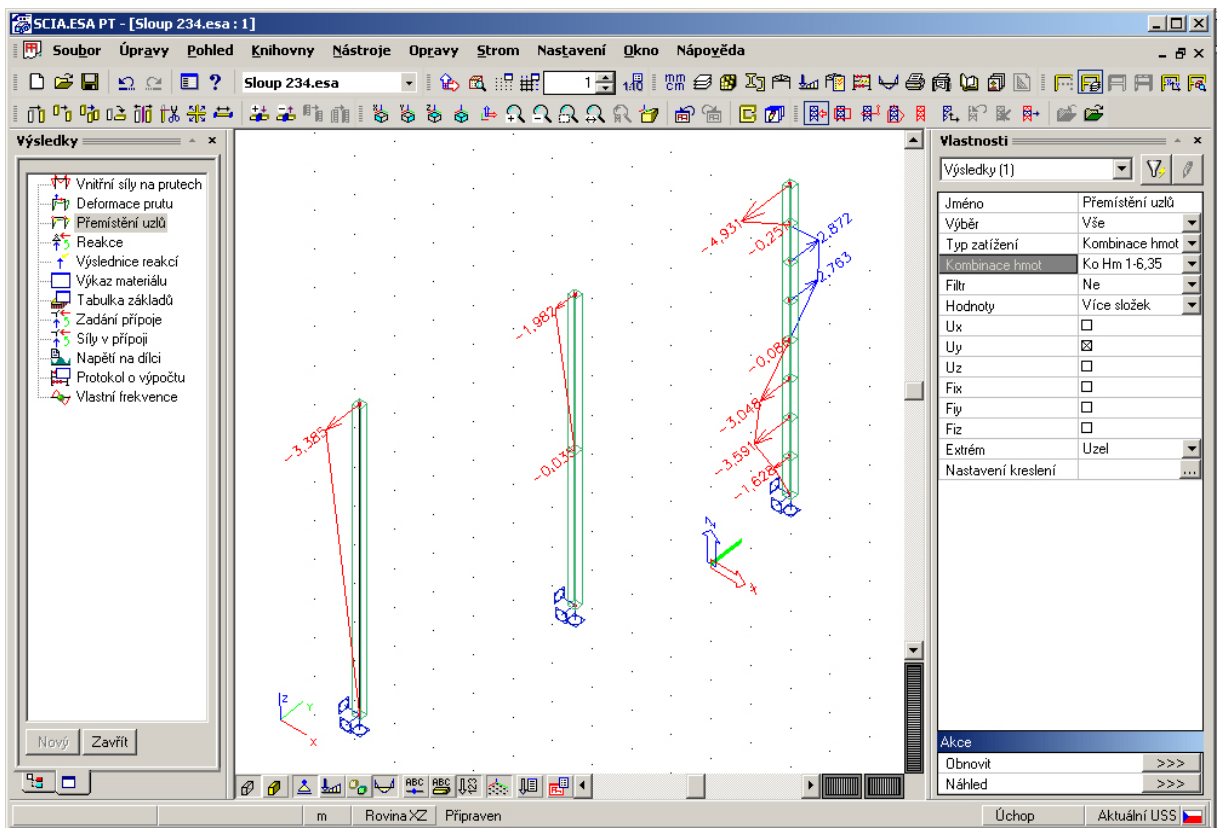 SCIA.ESA PT - [Sloup 234.esa : 1]
Soubor Úpravy Pohled Knihovny Nástroje Opravy Strom Nastavení Okno Nápověda
Sloup 234.esa
1
Výsledky
Vnitřní síly na prutech
Deformace prutu
Přemístění uzlů
Reakce
Výslednice reakcí
Výkaz materiálu
Tabulka základů
Zadání přípoje
Síly v přípoji
Napětí na dílci
Protokol o výpočtu
Vlastní frekvence
Nový Zavřít
-4,931
-0,251
2,872
2,763
-1,982
-0,086
-3,048
-3,385
-0,035
-3,591
-1,628
Z
X
Z
Y
X
Vlastnosti
Výsledky (1)
Jméno Přemístění uzlů
Výběr Vše
Typ zatížení Kombinace hmot
Kombinace hmot Ko Hm 1-6,35
Filtr Ne
Hodnoty Více složek
Ux
Uy
Uz
Fix
Fiy
Fiz
Extrém Uzel
Nastavení kreslení ...
Akce
Obnovit >>>
Náhled >>>
m Rovina XZ Připraven Úchop Aktuální USS